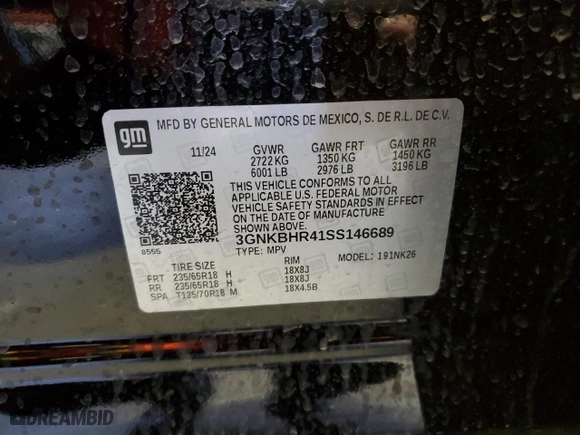 gm
MFD BY GENERAL MOTORS DE MEXICO, S. DE R.L. DE C.V.
11/24 GVWR GAWR FRT GAWR RR
2722 KG 1350 KG 1450 KG
6001 LB 2976 LB 3196 LB
THIS VEHICLE CONFORMS TO ALL
APPLICABLE U.S. FEDERAL MOTOR
VEHICLE SAFETY STANDARDS IN EFFECT
ON THE DATE OF MANUFACTURE
SHOWN ABOVE.
8555 3GNKBHR41SS146689
TYPE: MPV MODEL: 191NK26
TIRE SIZE RIM
FRT 235/65R18 H 18X8J
RR 235/65R18 H 18X8J
SPA T135/70R18 M 18X4.5B
DREAMBID